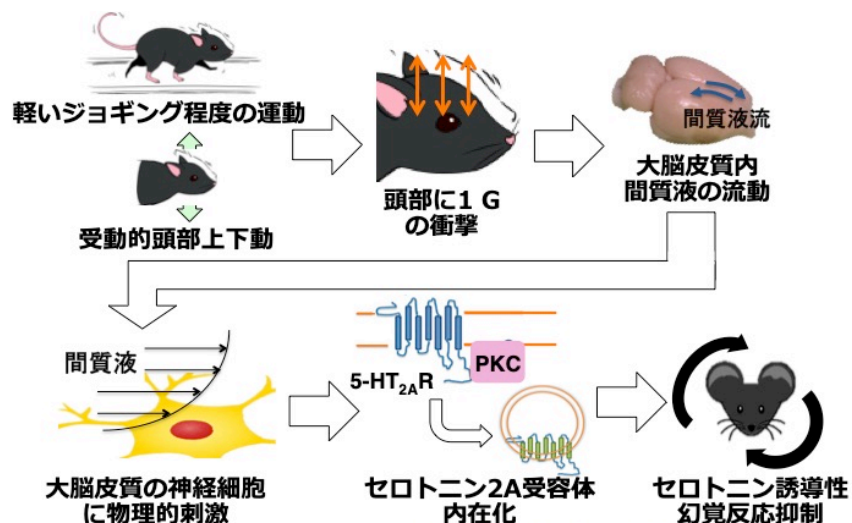 軽いジョギング程度の運動
受動的頭部上下動
頭部に1 G
の衝撃
間質液流
大脳皮質内
間質液の流動
間質液
大脳皮質の神経細胞
に物理的刺激
PKC
5-HT2AR
セロトニン2A受容体
内在化
セロトニン誘導性
幻覚反応抑制